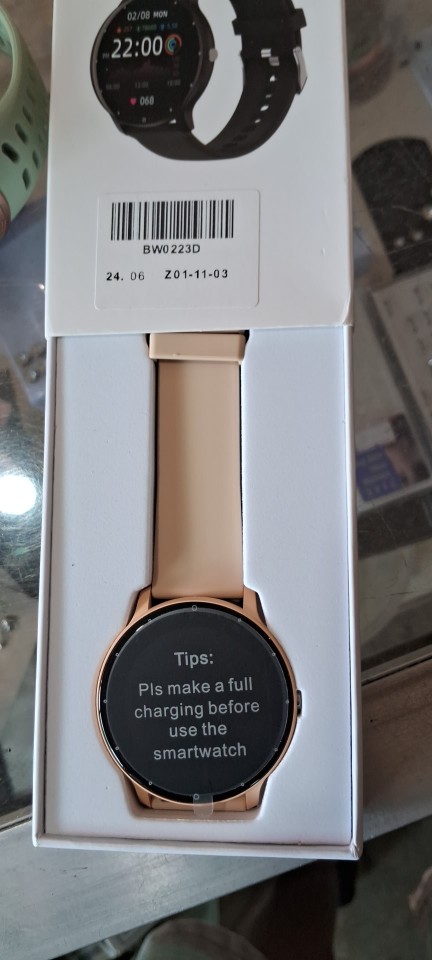 02/08 MON
22:00
068
BW0223D
24. 06 Z01-11-03
Tips:
Pls make a full
charging before
use the
smartwatch